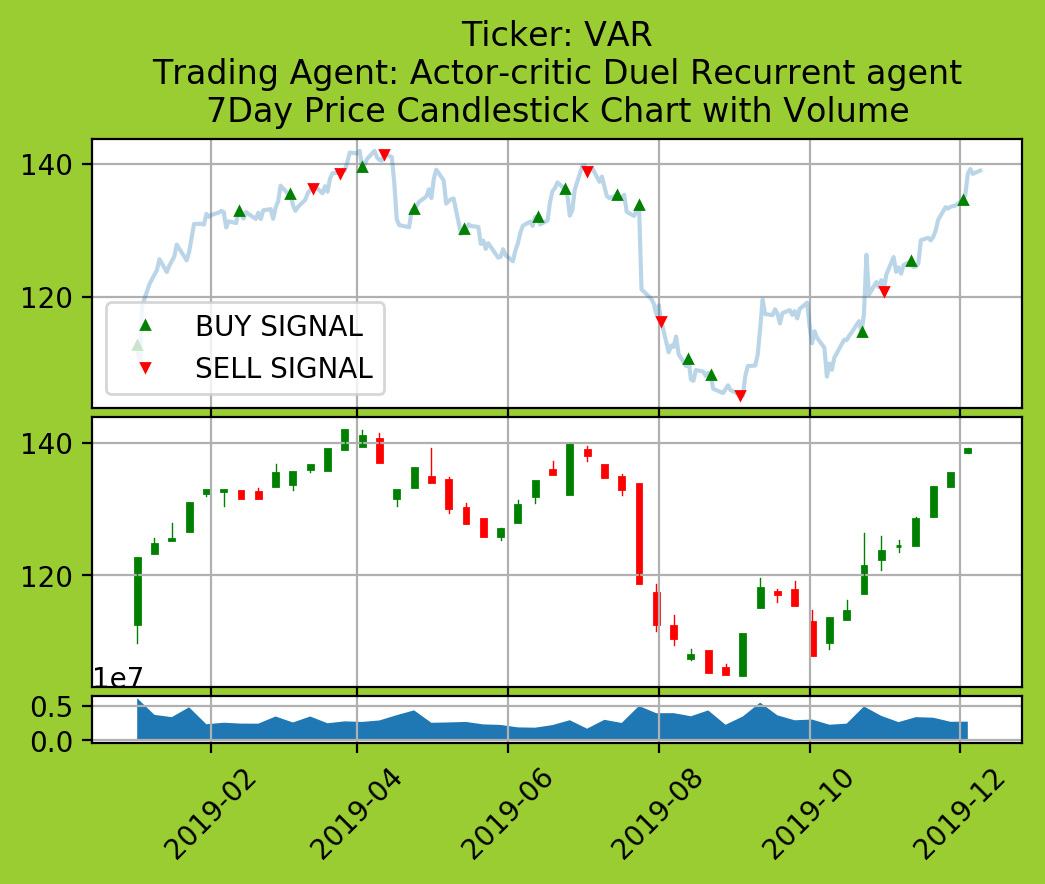 Ticker: VAR
Trading Agent: Actor-critic Duel Recurrent agent
7Day Price Candlestick Chart with Volume
140
120
BUY SIGNAL
SELL SIGNAL
140
120
1e7
0.5
0.0
2019-02
2019-04
2019-06
2019-08
2019-10
2019-12